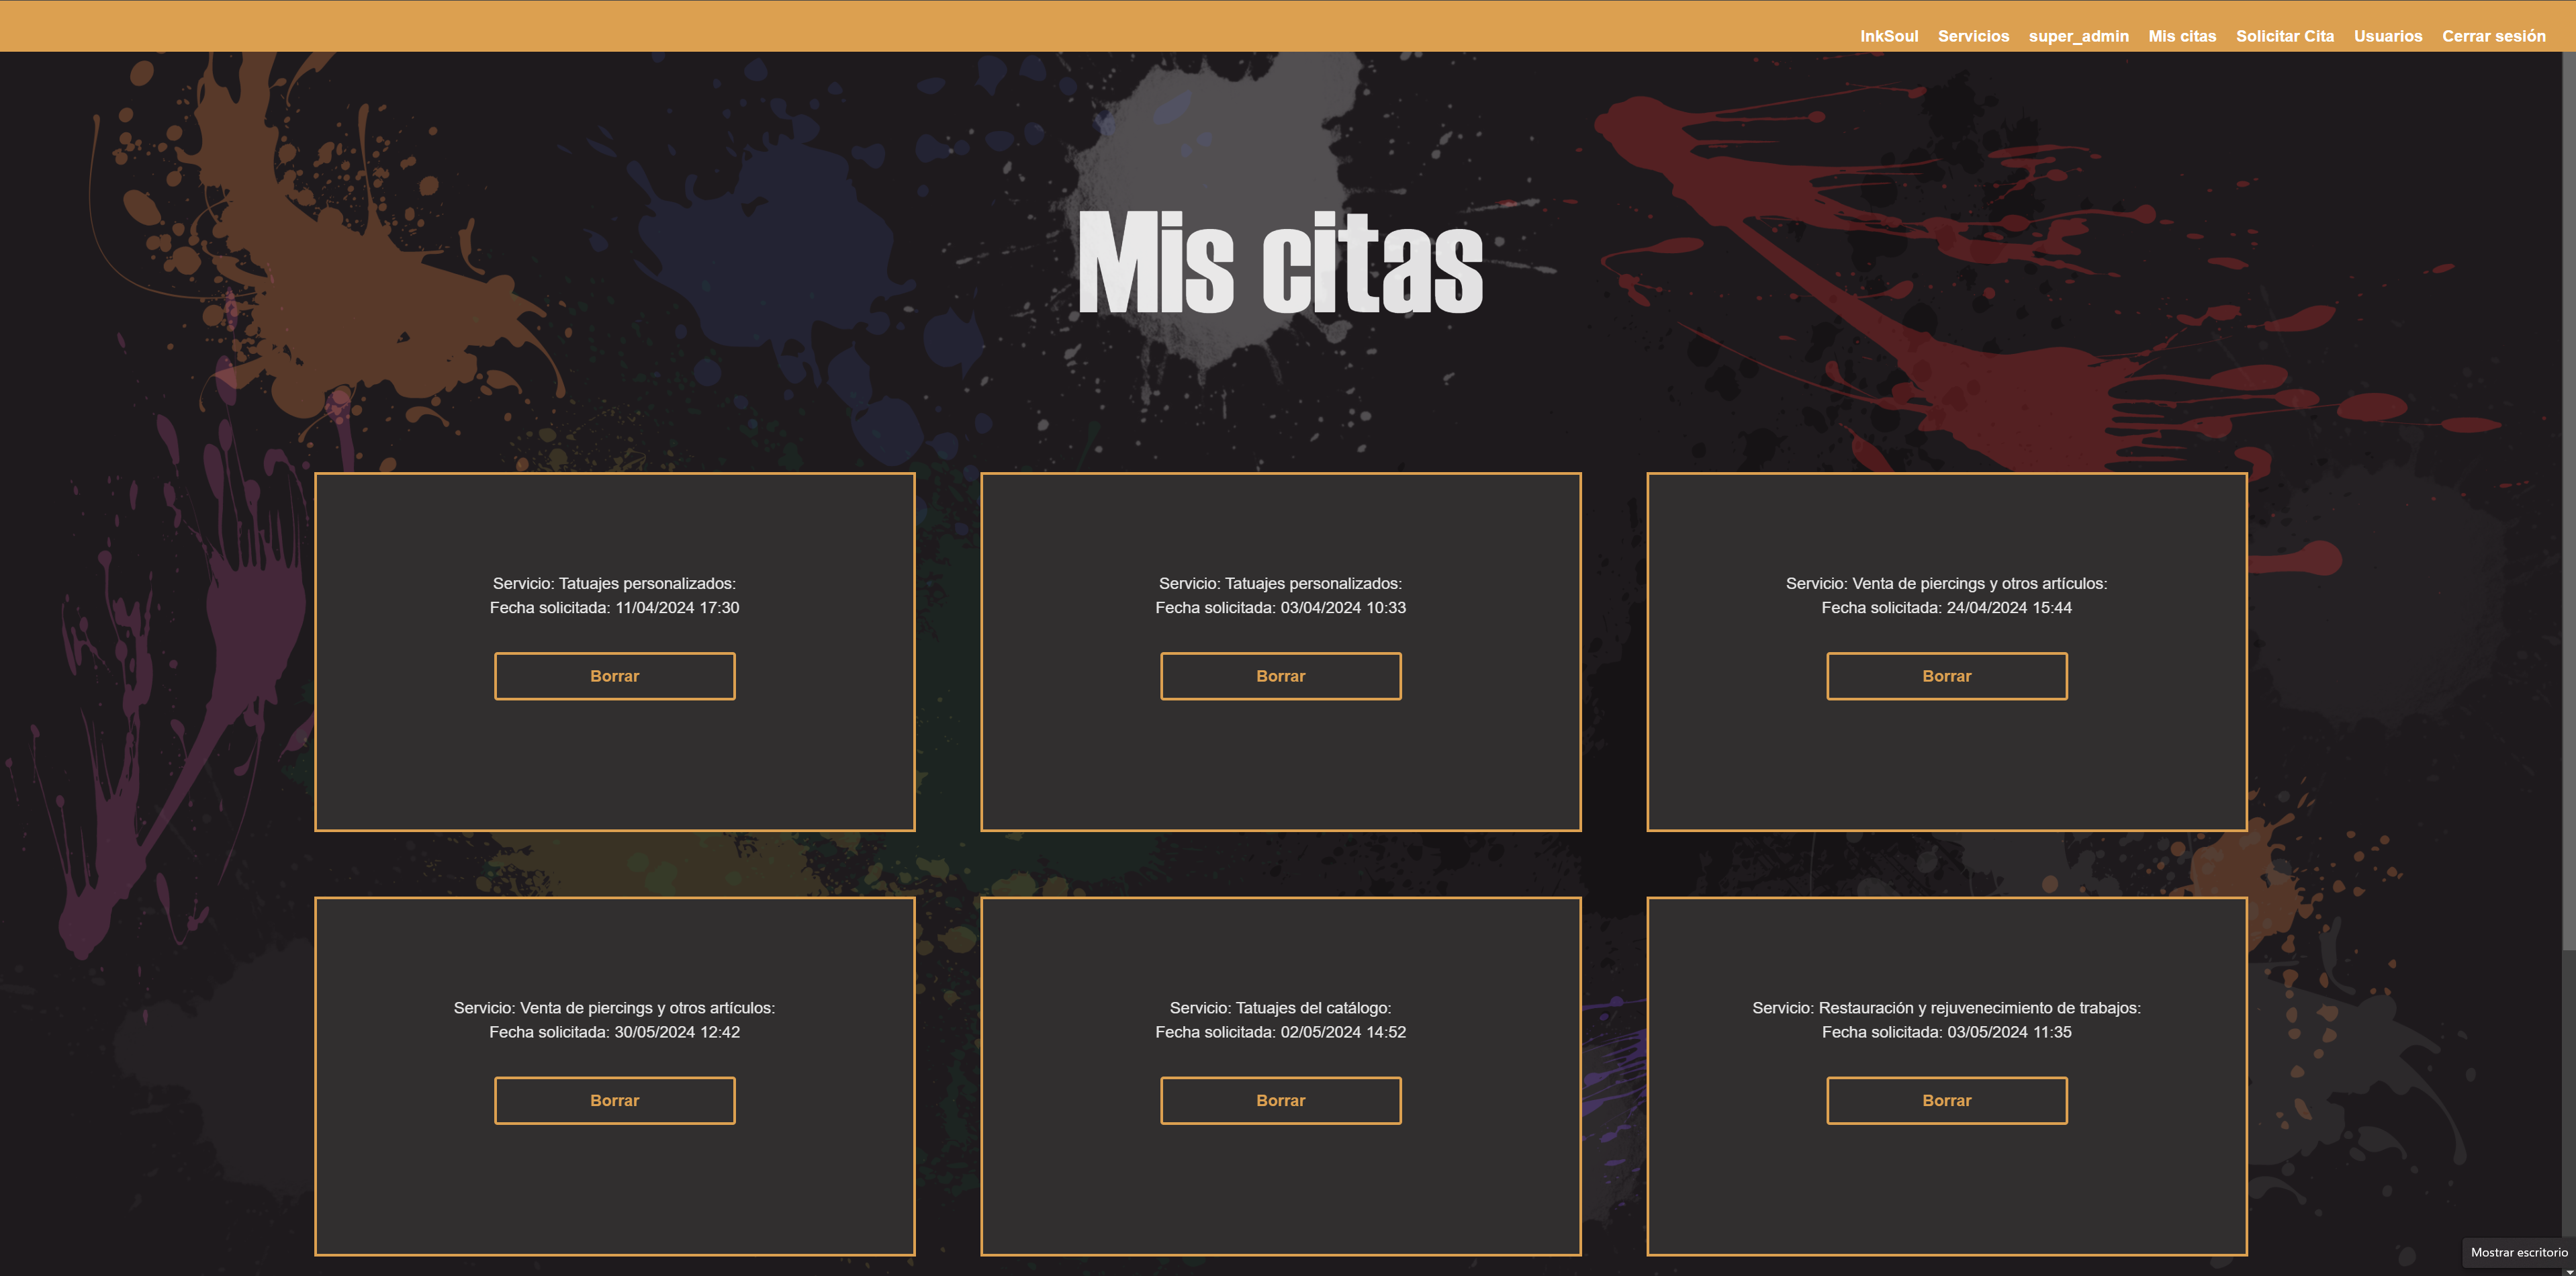 InkSoul Servicios super_admin Mis citas Solicitar Cita Usuarios Cerrar sesión
Mis citas
Servicio: Tatuajes personalizados:
Fecha solicitada: 11/04/2024 17:30
Borrar
Servicio: Tatuajes personalizados:
Fecha solicitada: 03/04/2024 10:33
Borrar
Servicio: Venta de piercings y otros artículos:
Fecha solicitada: 24/04/2024 15:44
Borrar
Servicio: Venta de piercings y otros artículos:
Fecha solicitada: 30/05/2024 12:42
Borrar
Servicio: Tatuajes del catálogo:
Fecha solicitada: 02/05/2024 14:52
Borrar
Servicio: Restauración y rejuvenecimiento de trabajos:
Fecha solicitada: 03/05/2024 11:35
Borrar
Mostrar escritorio